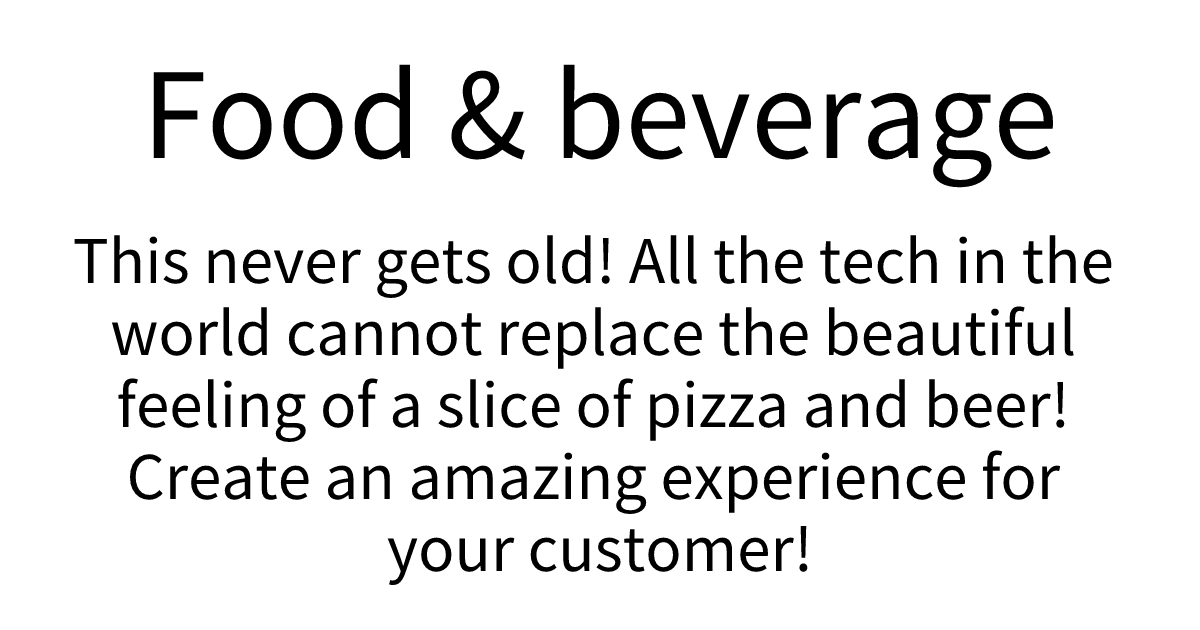 Food & beverage
This never gets old! All the tech in the
world cannot replace the beautiful
feeling of a slice of pizza and beer!
Create an amazing experience for
your customer!